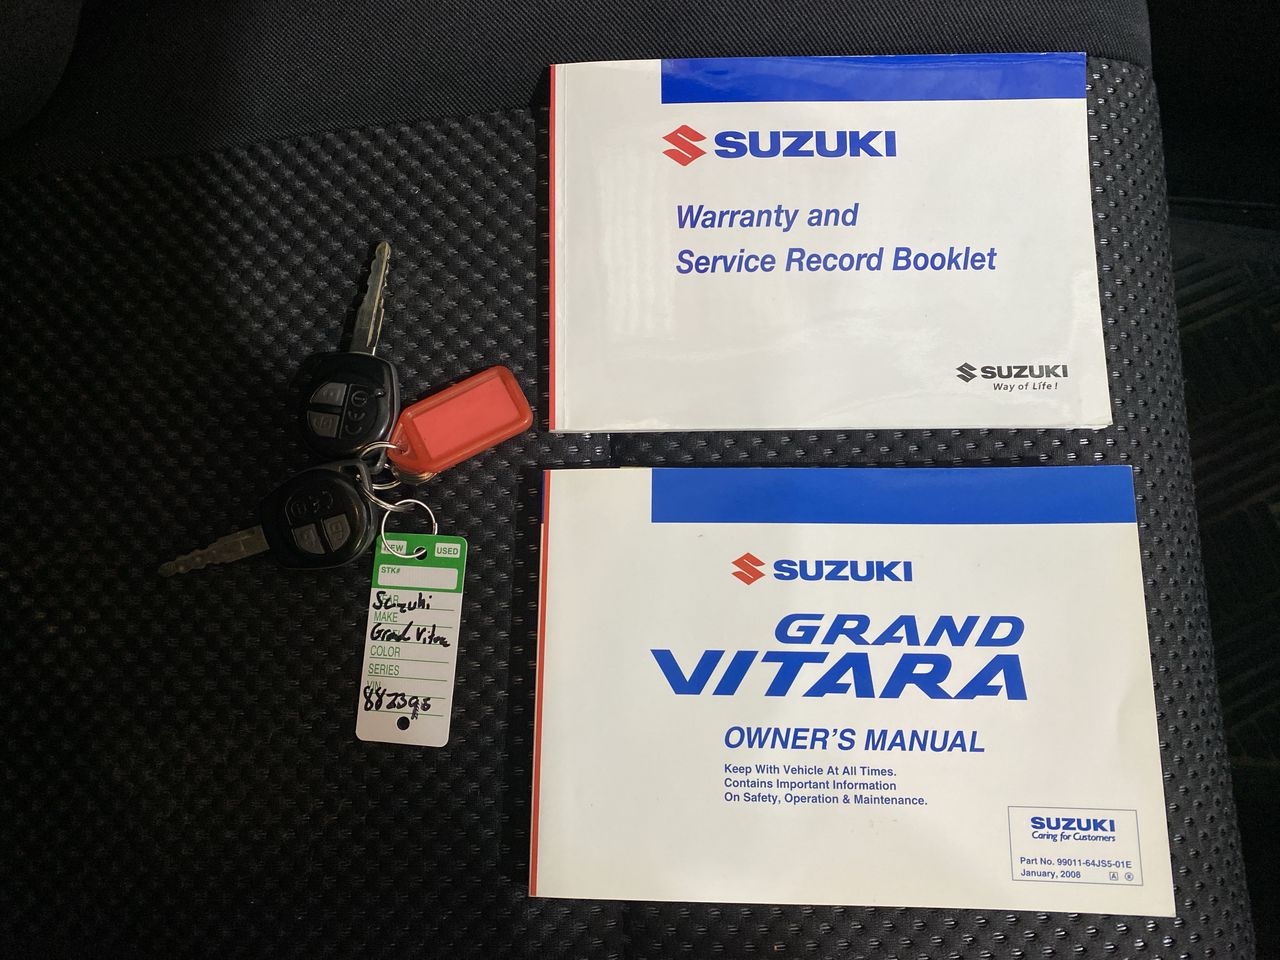 SUZUKI
Warranty and
Service Record Booklet
SUZUKI
Way of Life!
SUZUKI
GRAND
VITARA
OWNER'S MANUAL
Keep With Vehicle At All Times.
Contains Important Information
On Safety, Operation & Maintenance.
SUZUKI
Caring for Customers
Part No. 99011-64JS5-01E
January, 2008
NEW USED
STK#
Suzuki
MAKE
Grand Vitara
COLOR
SERIES
VIN